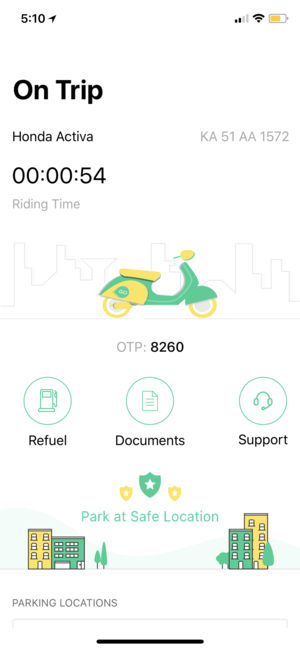 5:10
On Trip
Honda Activa KA 51 AA 1572
00:00:54
Riding Time
GO
OTP: 8260
Refuel Documents Support
Park at Safe Location
PARKING LOCATIONS